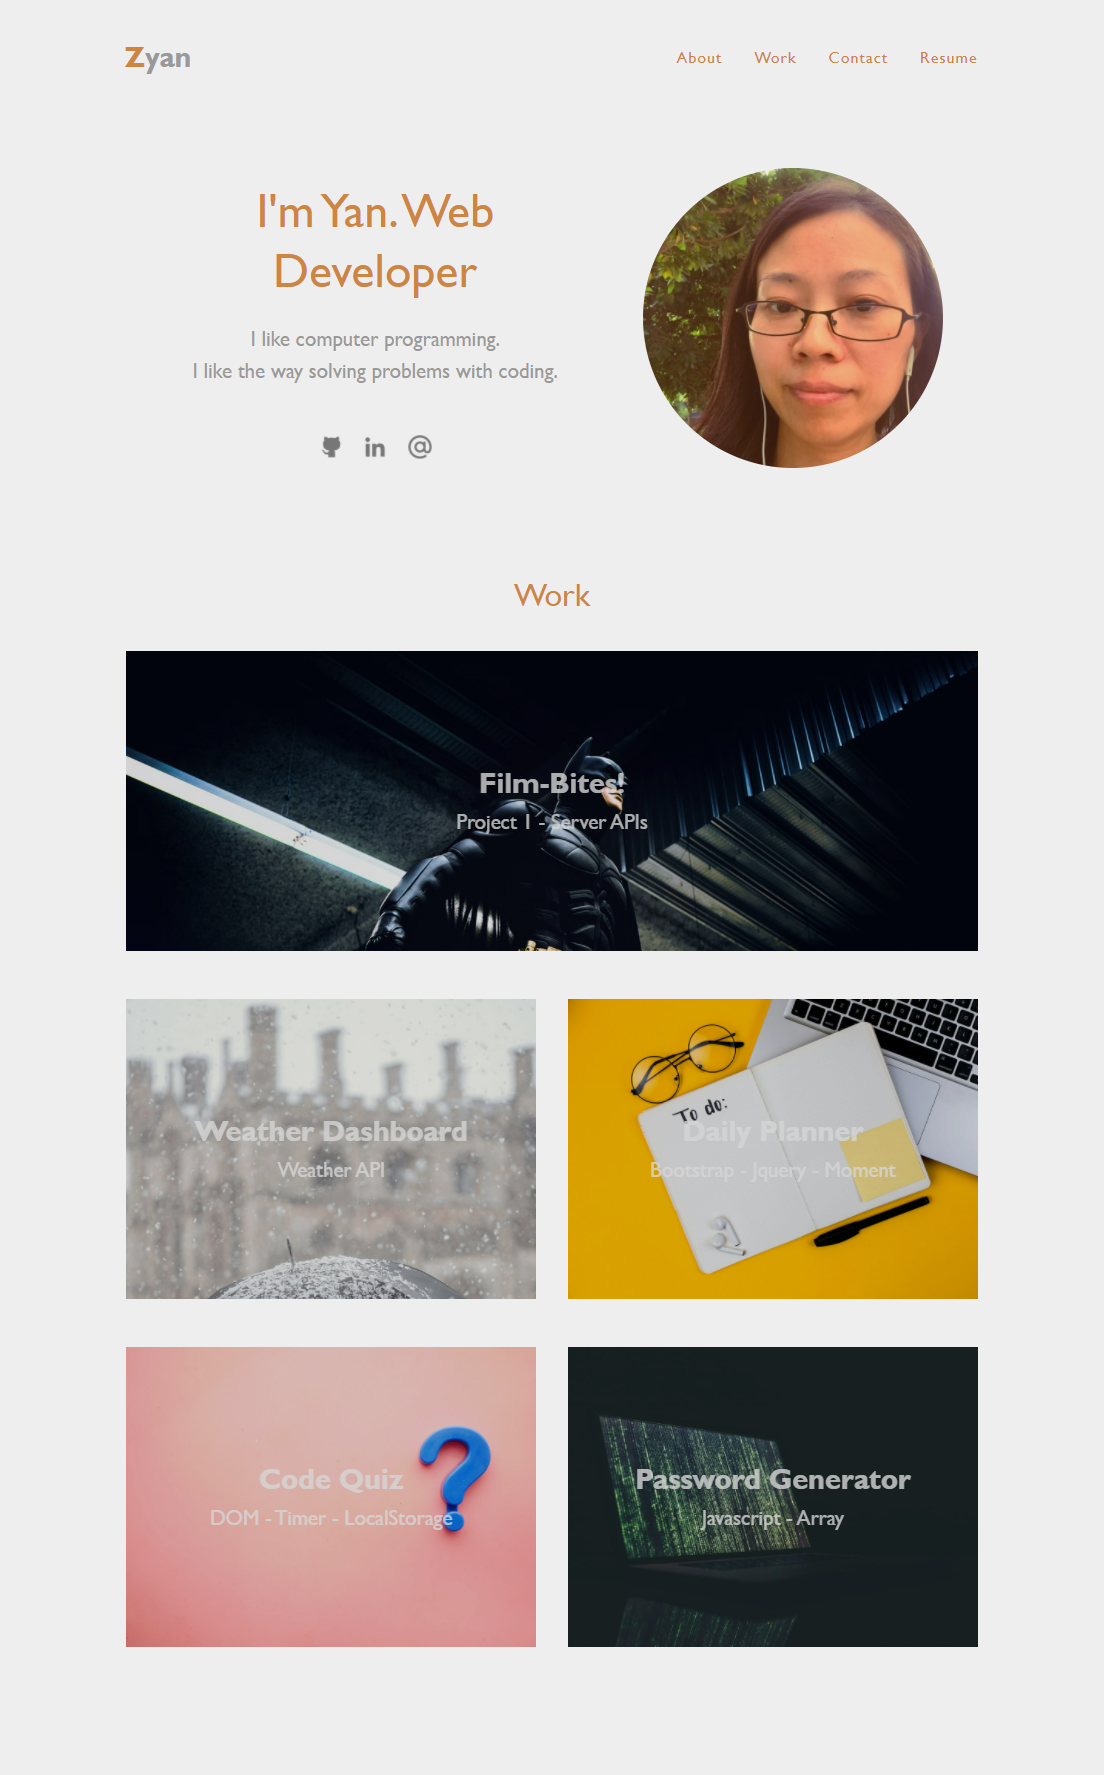 Zyan
About
Work
Contact
Resume
I'm Yan. Web
Developer
I like computer programming.
I like the way solving problems with coding.
in
@
Work
Film-Bites!
Project 1 - Server APIs
Weather Dashboard
Weather API
To do:
Daily Planner
Bootstrap - Jquery - Moment
Code Quiz
DOM - Timer - LocalStorage
?
Password Generator
Javascript - Array